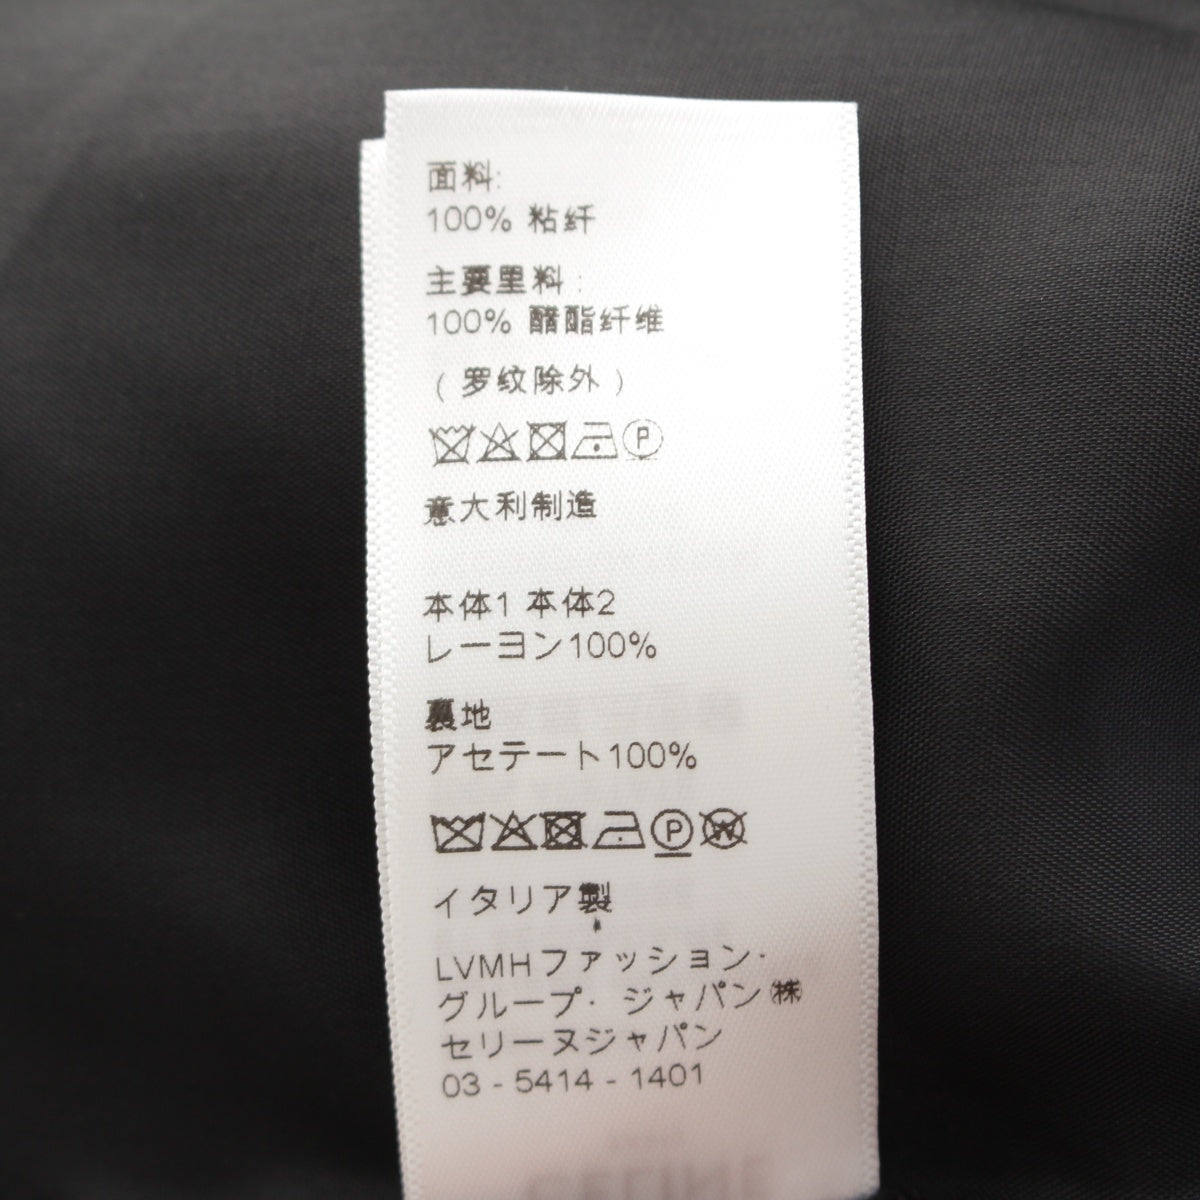 面料:
100% 粘纤
主要里料:
100% 醋酯纤维
(罗纹除外)
P
意大利制造
本体1 本体2
レーヨン100%
裏地
アセテート100%
P W
イタリア製
LVMHファッション・
グループ・ジャパン㈱
セリーヌジャパン
03 - 5414 - 1401